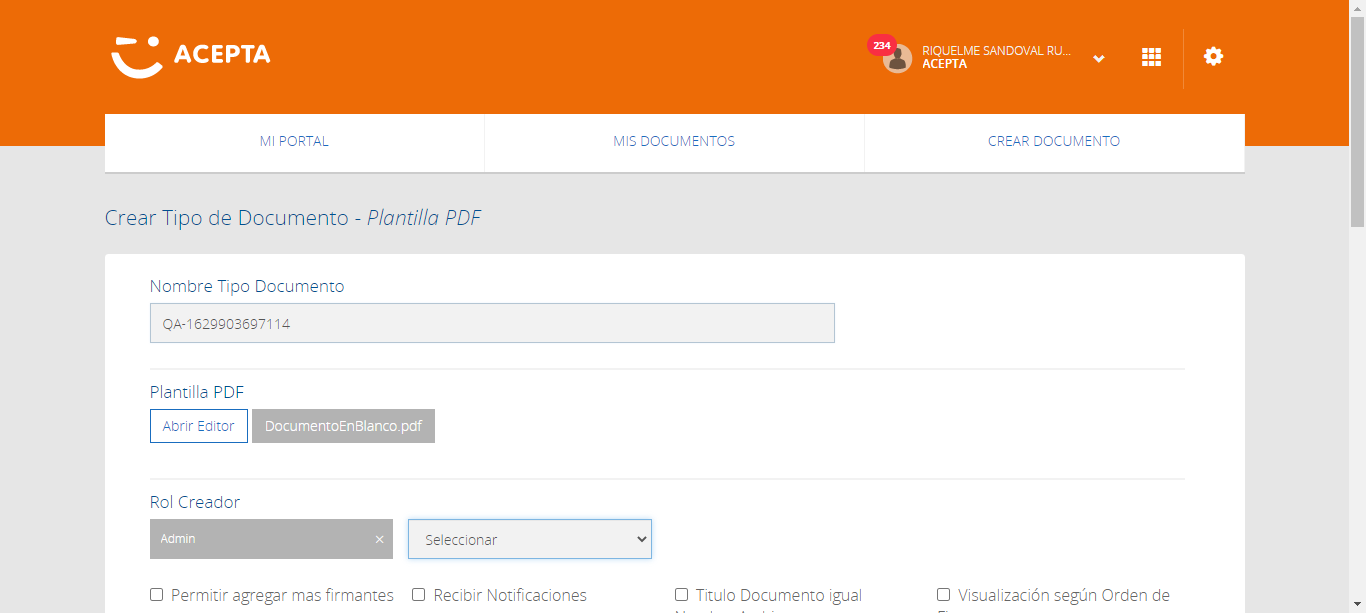 ACEPTA
234
RIQUELME SANDOVAL RU...
ACEPTA
MI PORTAL
MIS DOCUMENTOS
CREAR DOCUMENTO
Crear Tipo de Documento - Plantilla PDF
Nombre Tipo Documento
QA-1629903697114
Plantilla PDF
Abrir Editor
DocumentoEnBlanco.pdf
Rol Creador
Admin ×
Seleccionar
Permitir agregar mas firmantes
Recibir Notificaciones
Titulo Documento igual
Visualización según Orden de